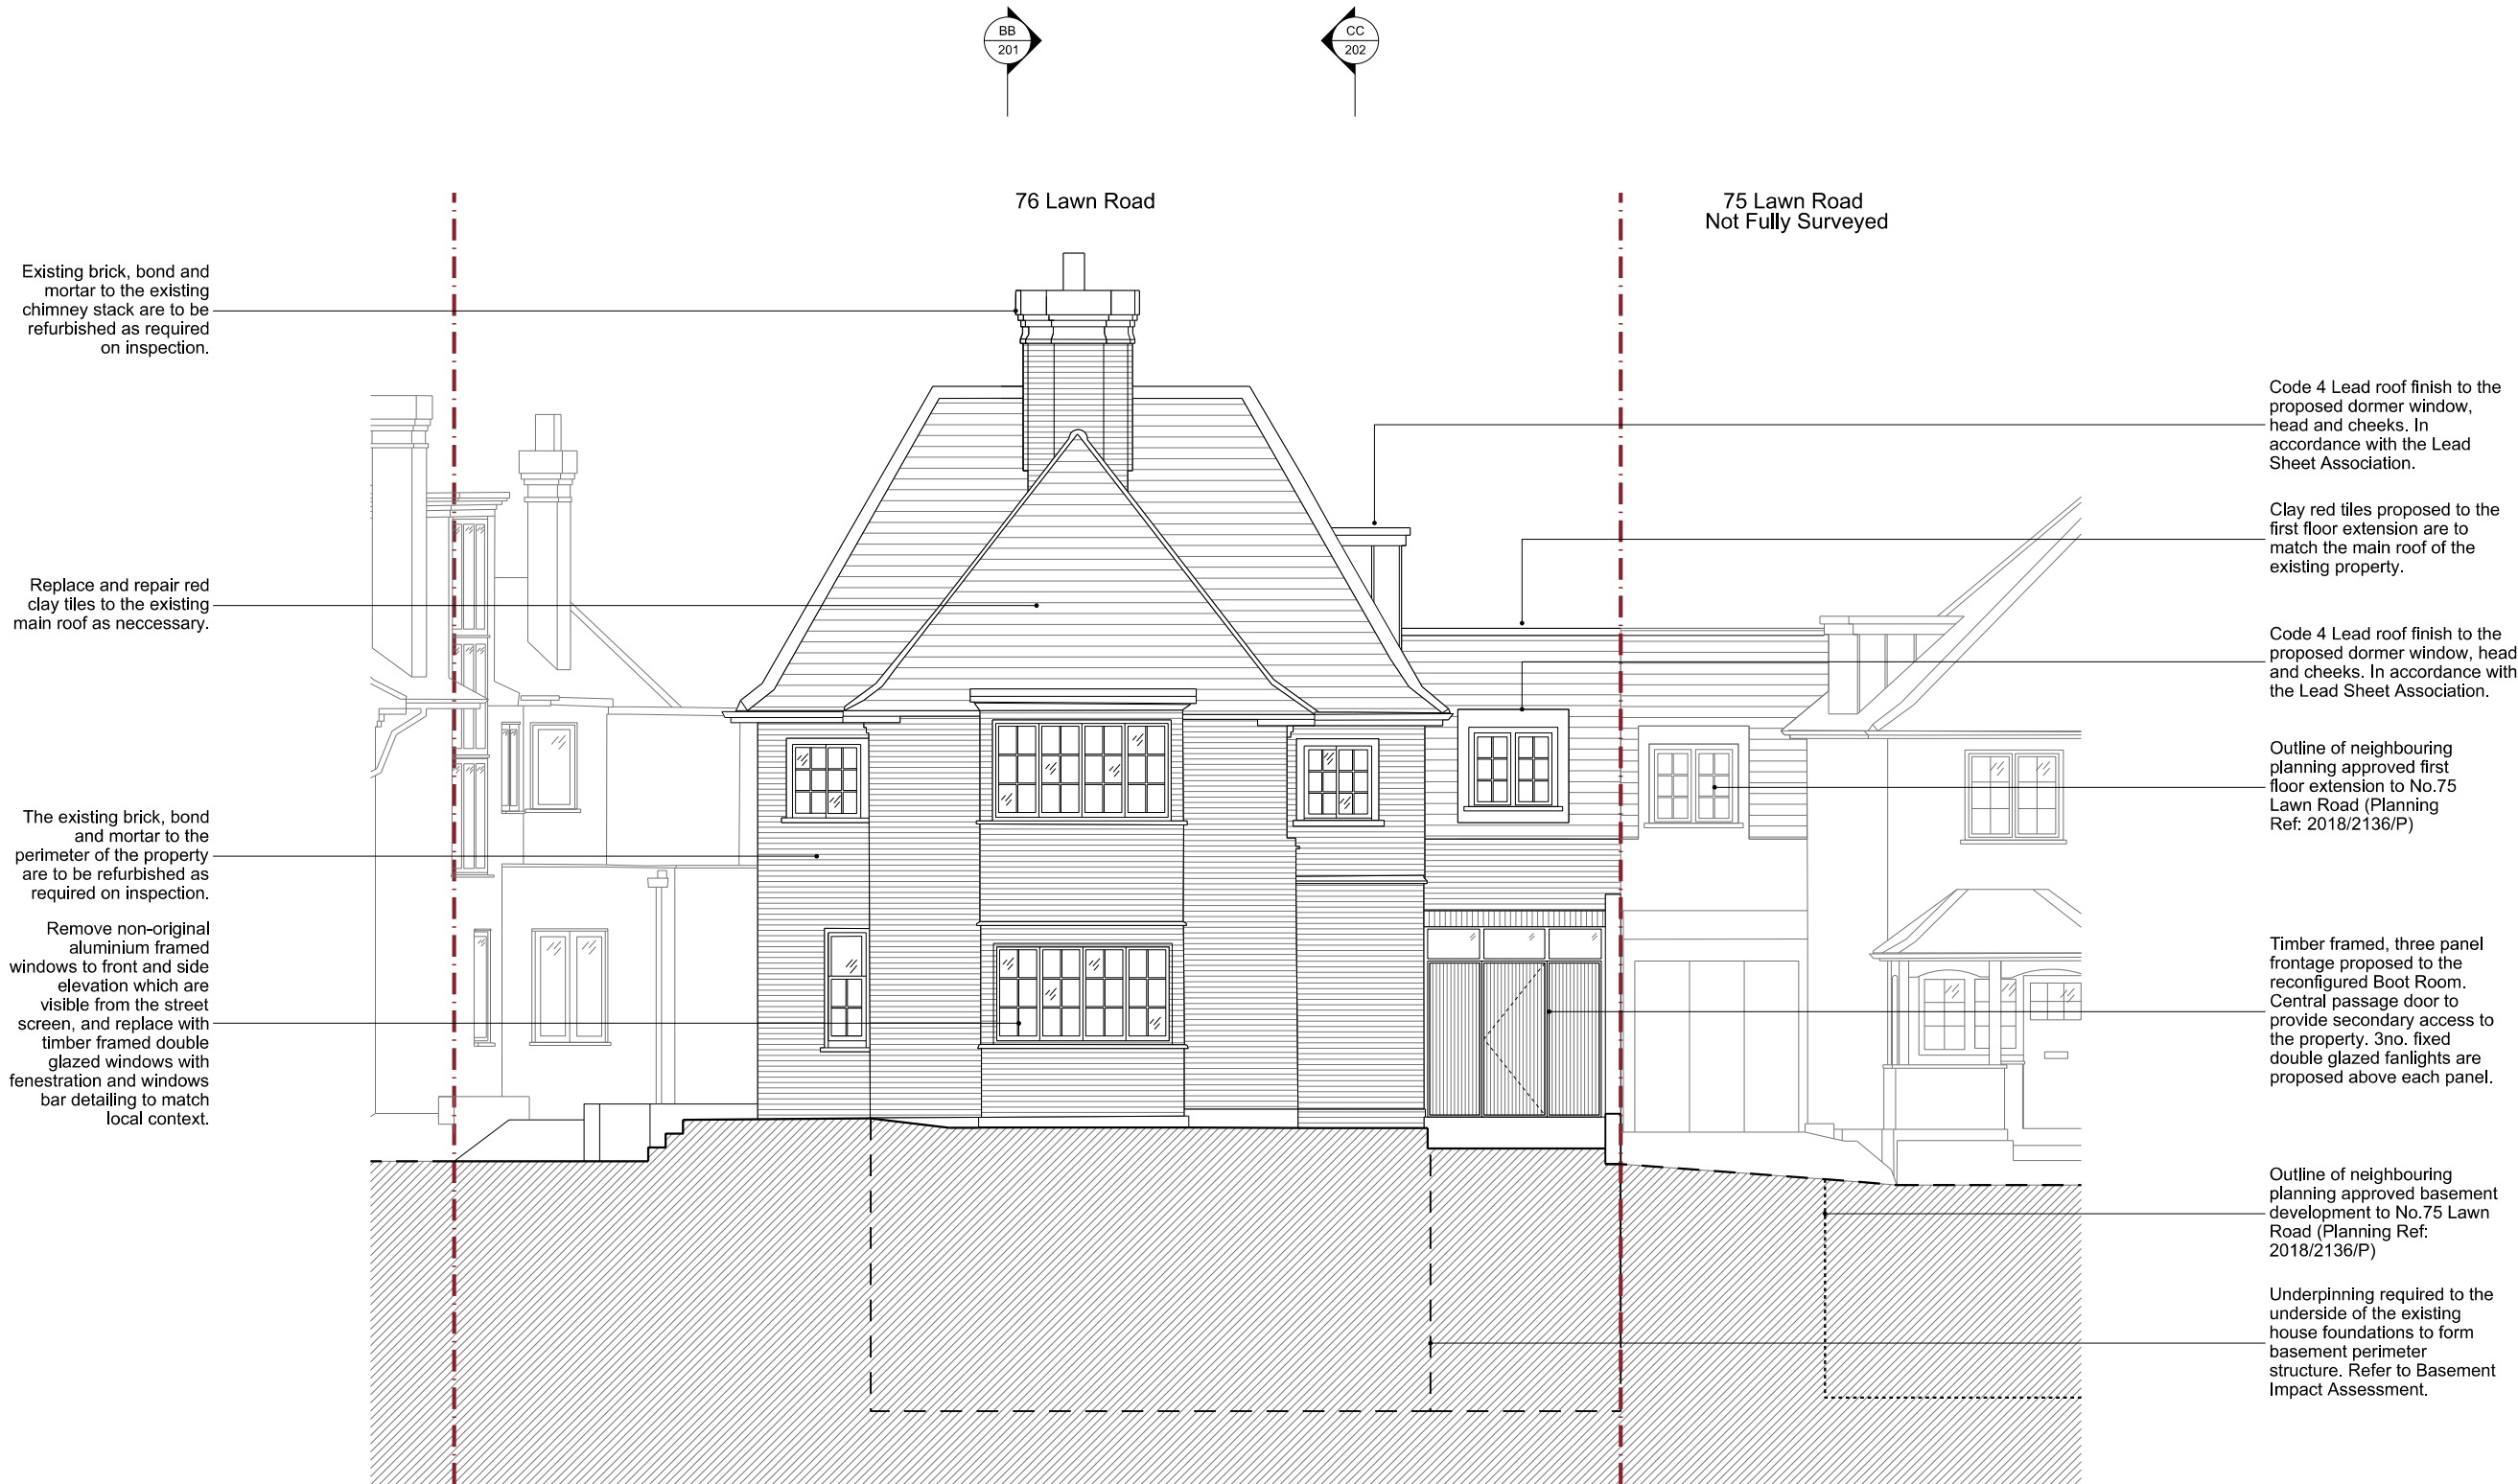 BB
201
CC
202
76 Lawn Road
75 Lawn Road
Not Fully Surveyed
Existing brick, bond and
mortar to the existing
chimney stack are to be
refurbished as required
on inspection.
Replace and repair red
clay tiles to the existing
main roof as neccessary.
The existing brick, bond
and mortar to the
perimeter of the property
are to be refurbished as
required on inspection.
Remove non-original
aluminium framed
windows to front and side
elevation which are
visible from the street
screen, and replace with
timber framed double
glazed windows with
fenestration and windows
bar detailing to match
local context.
Code 4 Lead roof finish to the
proposed dormer window,
head and cheeks. In
accordance with the Lead
Sheet Association.
Clay red tiles proposed to the
first floor extension are to
match the main roof of the
existing property.
Code 4 Lead roof finish to the
proposed dormer window, head
and cheeks. In accordance with
the Lead Sheet Association.
Outline of neighbouring
planning approved first
floor extension to No.75
Lawn Road (Planning
Ref: 2018/2136/P)
Timber framed, three panel
frontage proposed to the
reconfigured Boot Room.
Central passage door to
provide secondary access to
the property. 3no. fixed
double glazed fanlights are
proposed above each panel.
Outline of neighbouring
planning approved basement
development to No.75 Lawn
Road (Planning Ref:
2018/2136/P)
Underpinning required to the
underside of the existing
house foundations to form
basement perimeter
structure. Refer to Basement
Impact Assessment.